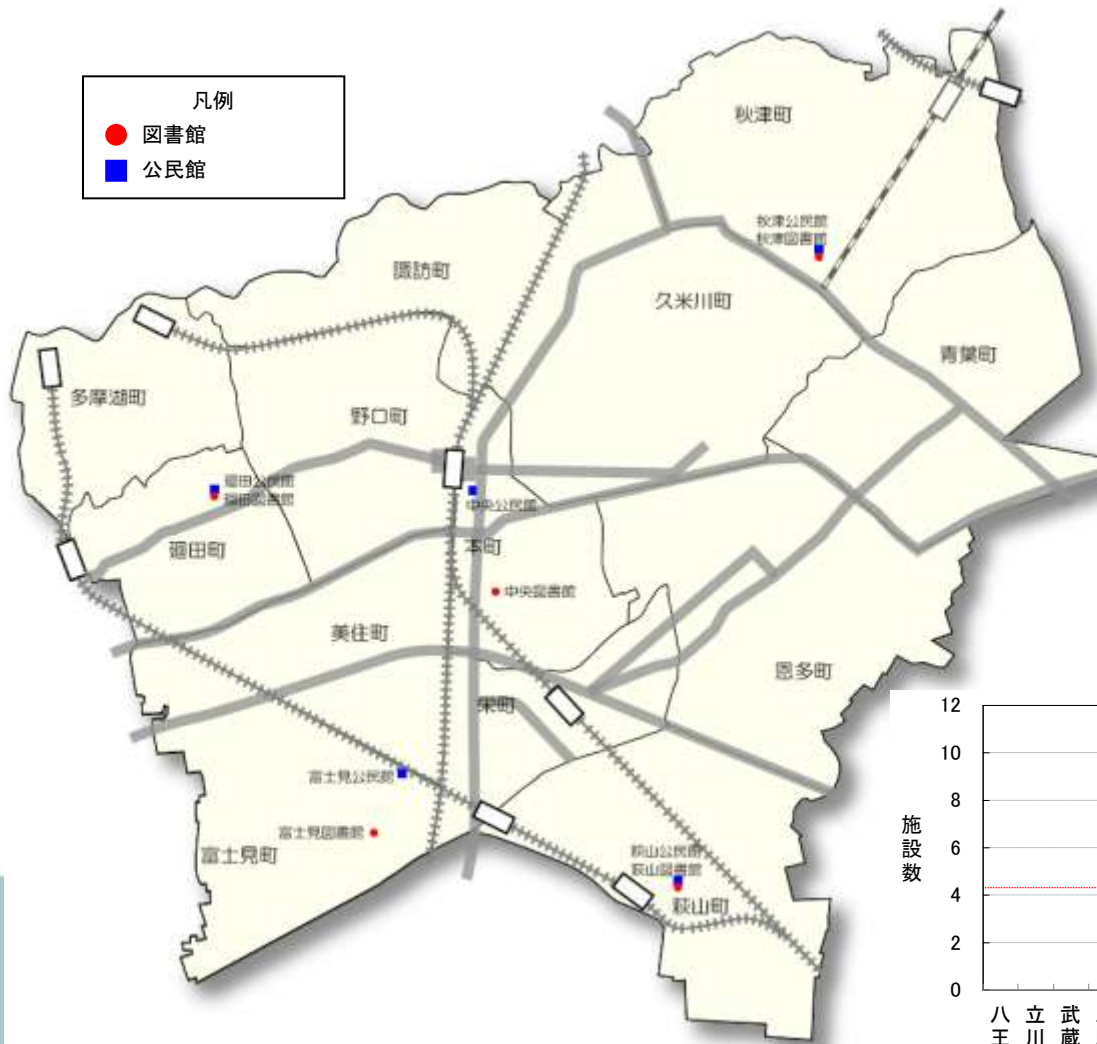 凡例
図書館
公民館
秋津町
秋津公民館
秋津図書館
諏訪町
久米川町
青葉町
多摩湖町
野口町
廻田公民館
廻田図書館
中央公民館
廻田町
本町
中央図書館
美住町
恩多町
栄町
富士見公民館
富士見図書館
富士見町
萩山公民館
萩山図書館
萩山町
施設数
12
10
8
6
4
2
0
八王
立川
武蔵